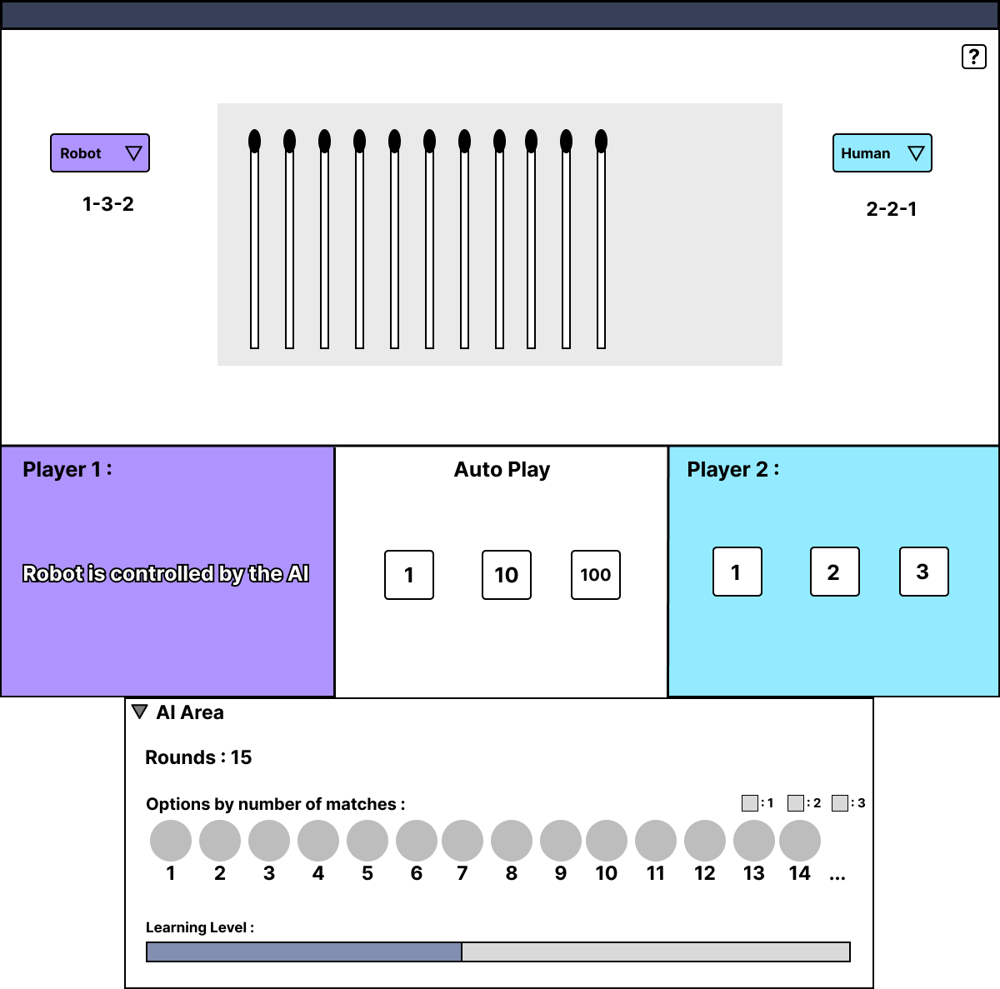 ?
Robot
Human
1-3-2
2-2-1
Player 1 :
Auto Play
Player 2 :
Robot is controlled by the AI
1
10
100
1
2
3
AI Area
Rounds : 15
Options by number of matches :
: 1
: 2
: 3
1 2 3 4 5 6 7 8 9 10 11 12 13 14 ...
Learning Level :